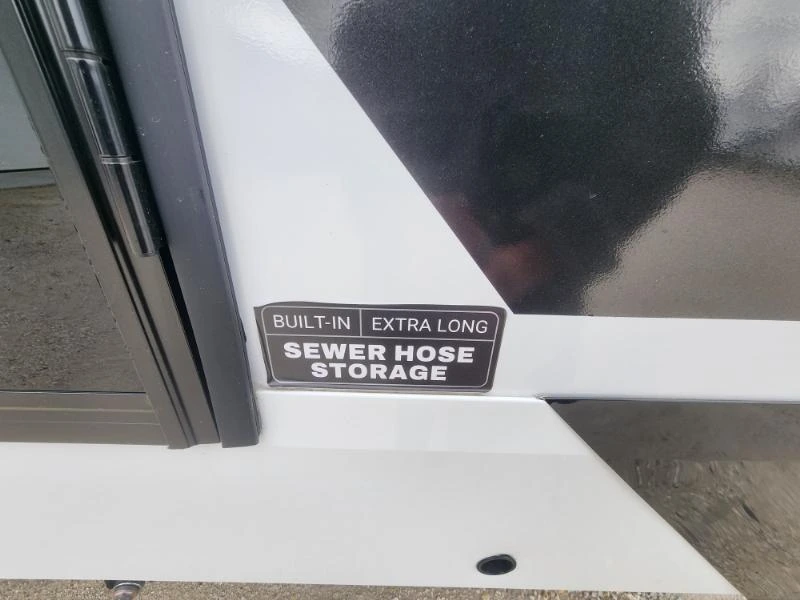 BUILT-IN | EXTRA LONG
SEWER HOSE
STORAGE